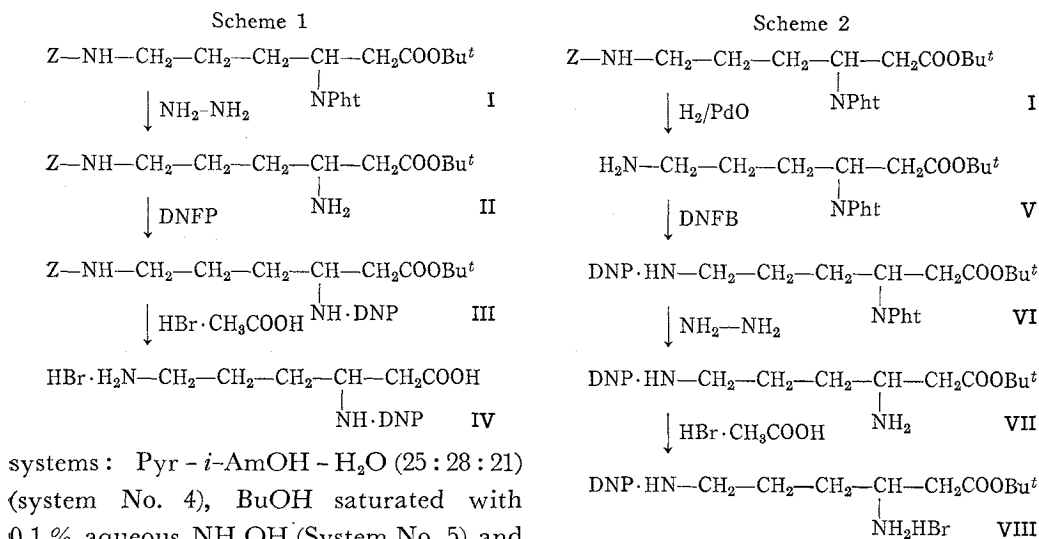 Scheme 1
Z—NH—CH₂—CH₂—CH₂—CH—CH₂COOBuᵗ
NPht I
NH₂-NH₂
Z—NH—CH₂—CH₂—CH₂—CH—CH₂COOBuᵗ
NH₂ II
DNFP
Z—NH—CH₂—CH₂—CH₂—CH—CH₂COOBuᵗ
NH·DNP III
HBr·CH₃COOH
HBr·H₂N—CH₂—CH₂—CH₂—CH—CH₂COOH
NH·DNP IV
systems: Pyr-i-AmOH-H₂O (25:28:21)
(system No. 4), BuOH saturated with
0.1% aqueous NH₄OH (System No. 5) and
Scheme 2
Z—NH—CH₂—CH₂—CH₂—CH—CH₂COOBuᵗ
NPht I
H₂/PdO
H₂N—CH₂—CH₂—CH₂—CH—CH₂COOBuᵗ
NPht V
DNFB
DNP·HN—CH₂—CH₂—CH₂—CH—CH₂COOBuᵗ
NPht VI
NH₂—NH₂
DNP·HN—CH₂—CH₂—CH₂—CH—CH₂COOBuᵗ
NH₂ VII
HBr·CH₃COOH
DNP·HN—CH₂—CH₂—CH₂—CH—CH₂COOBuᵗ
NH₂HBr VIII